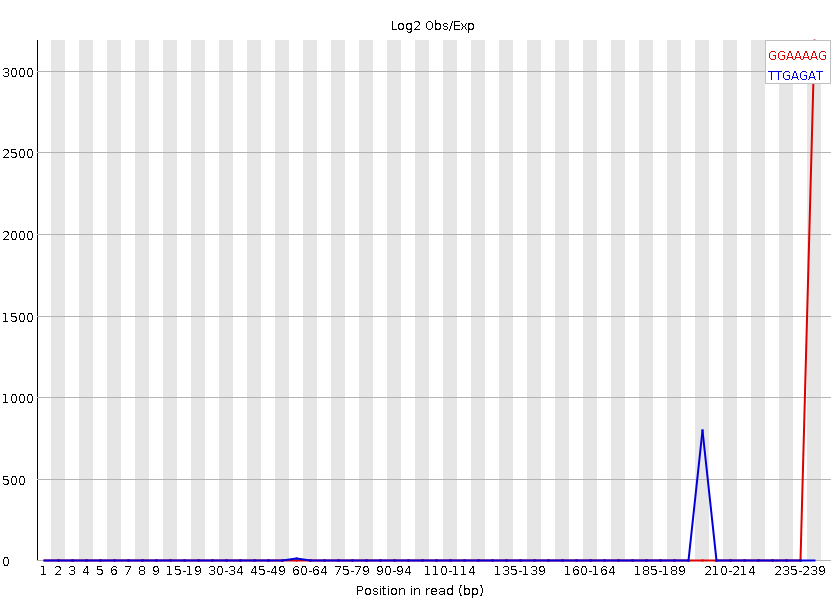 Log2 Obs/Exp
GGAAAAG
TTGAGAT
3000
2500
2000
1500
1000
500
0
1 2 3 4 5 6 7 8 9 15-19 30-34 45-49 60-64 75-79 90-94 110-114 135-139 160-164 185-189 210-214 235-239
Position in read (bp)